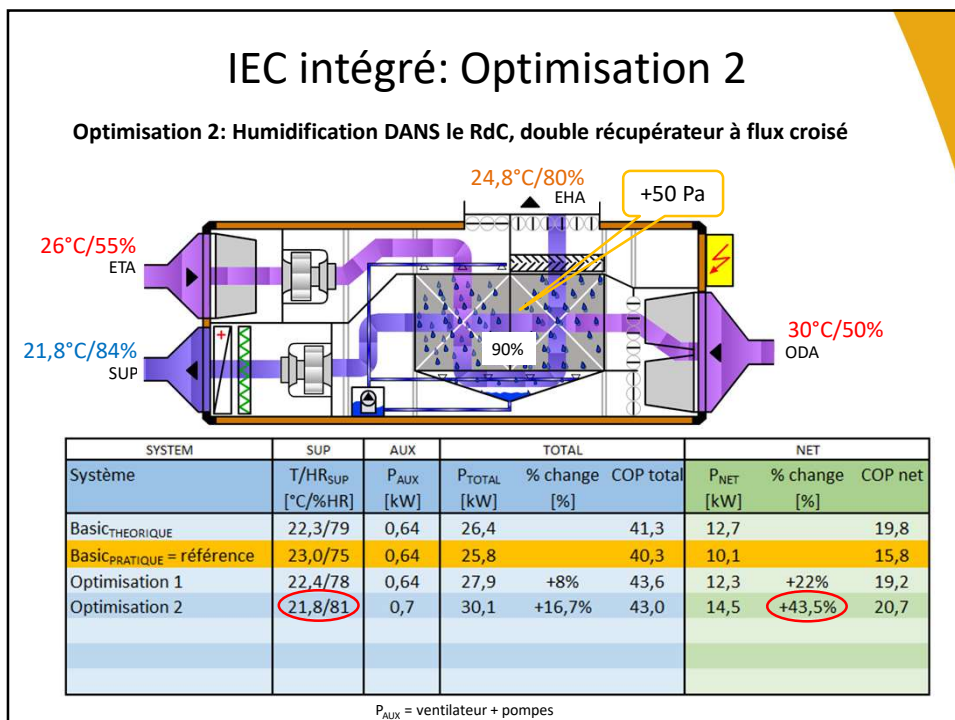 IEC intégré: Optimisation 2
Optimisation 2: Humidification DANS le RdC, double récupérateur à flux croisé
24,8°C/80%
EHA
+50 Pa
26°C/55%
ETA
21,8°C/84%
SUP
+
90%
30°C/50%
ODA
SYSTEM SUP AUX TOTAL NET
Système T/HRSUP PAUX PTOTAL % change COP total PNET % change COP net
[°C/%HR] [kW] [kW] [%] [kW] [%]
BasicTHEORIQUE 22,3/79 0,64 26,4 41,3 12,7 19,8
BasicPRATIQUE = référence 23,0/75 0,64 25,8 40,3 10,1 15,8
Optimisation 1 22,4/78 0,64 27,9 +8% 43,6 12,3 +22% 19,2
Optimisation 2 21,8/81 0,7 30,1 +16,7% 43,0 14,5 +43,5% 20,7
PAUX = ventilateur + pompes